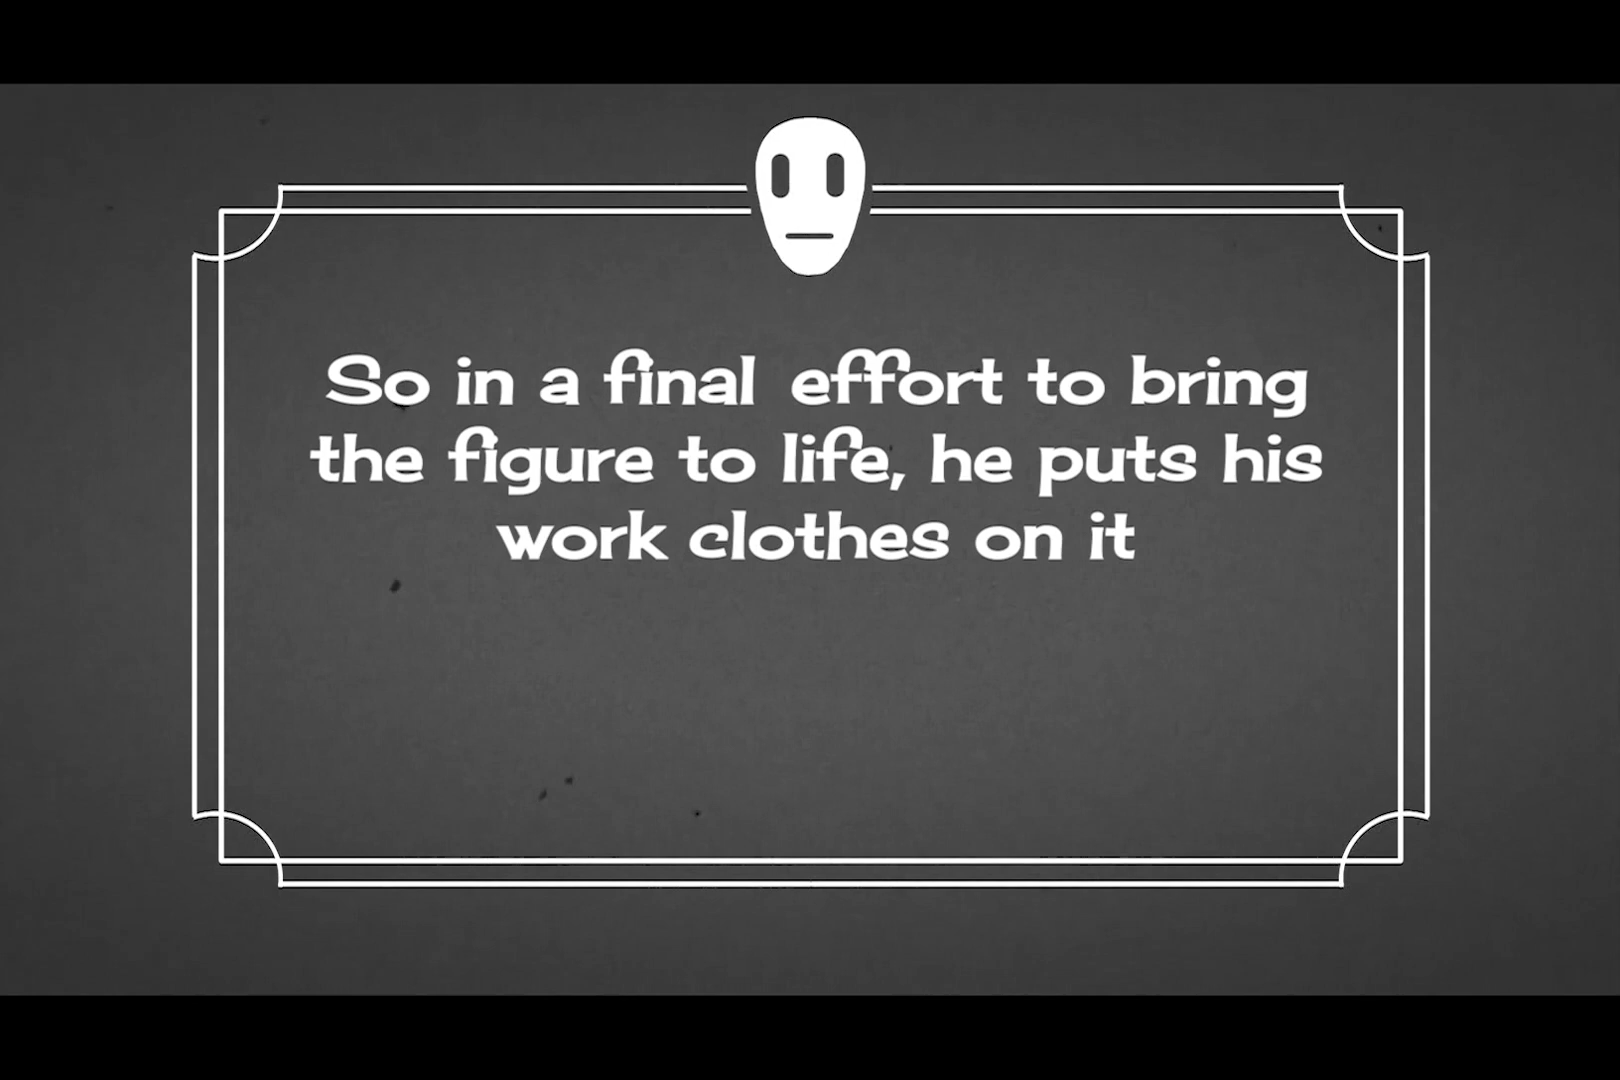 So in a final effort to bring
the figure to life, he puts his
work clothes on it